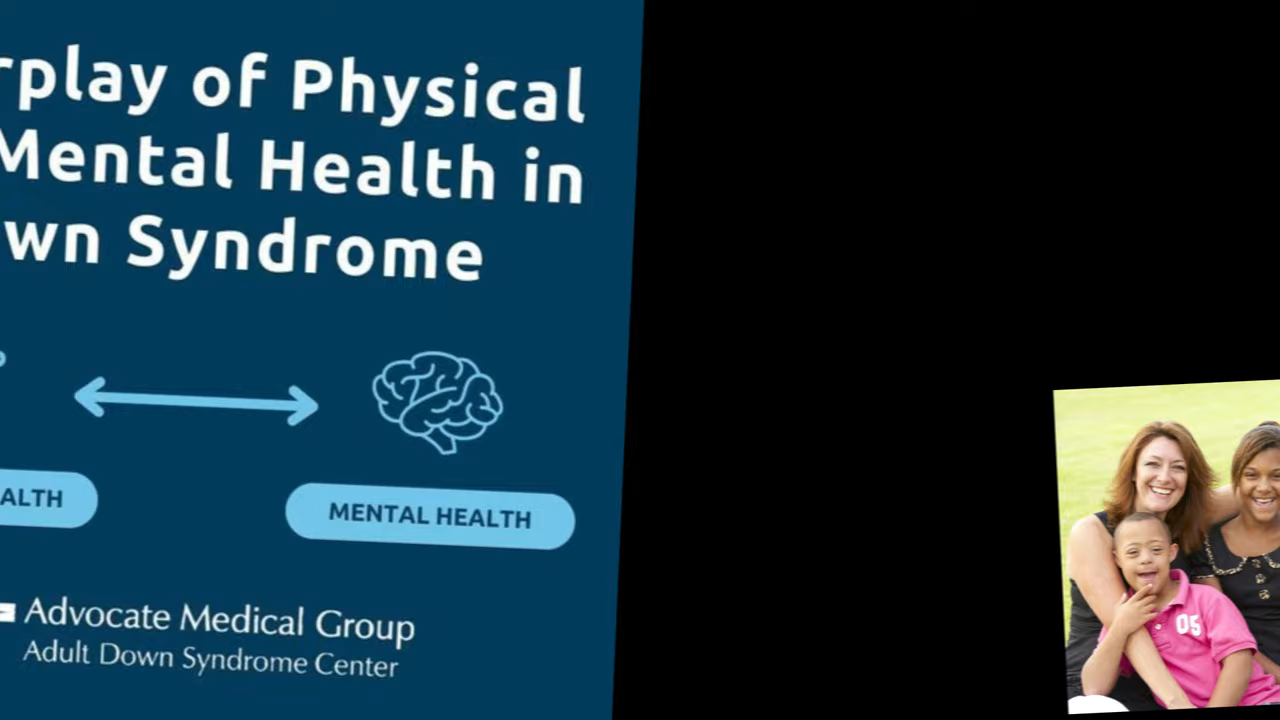 rplay of Physical
Mental Health in
wn Syndrome
ALTH
MENTAL HEALTH
Advocate Medical Group
Adult Down Syndrome Center
05